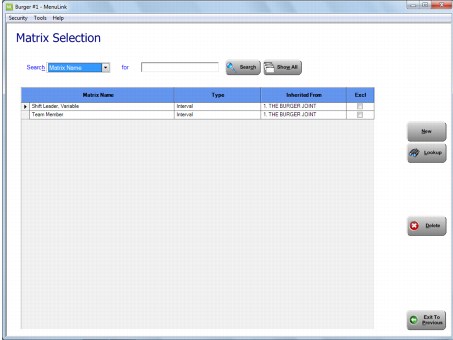 Burger #1 - MenuLink
Security Tools Help
Matrix Selection
Search Matrix Name for Search Show All
Matrix Name Type Inherited From Excl
Shift Leader, Variable Interval 1. THE BURGER JOINT
Team Member Interval 1. THE BURGER JOINT
New
Lookup
Delete
Exit To
Previous